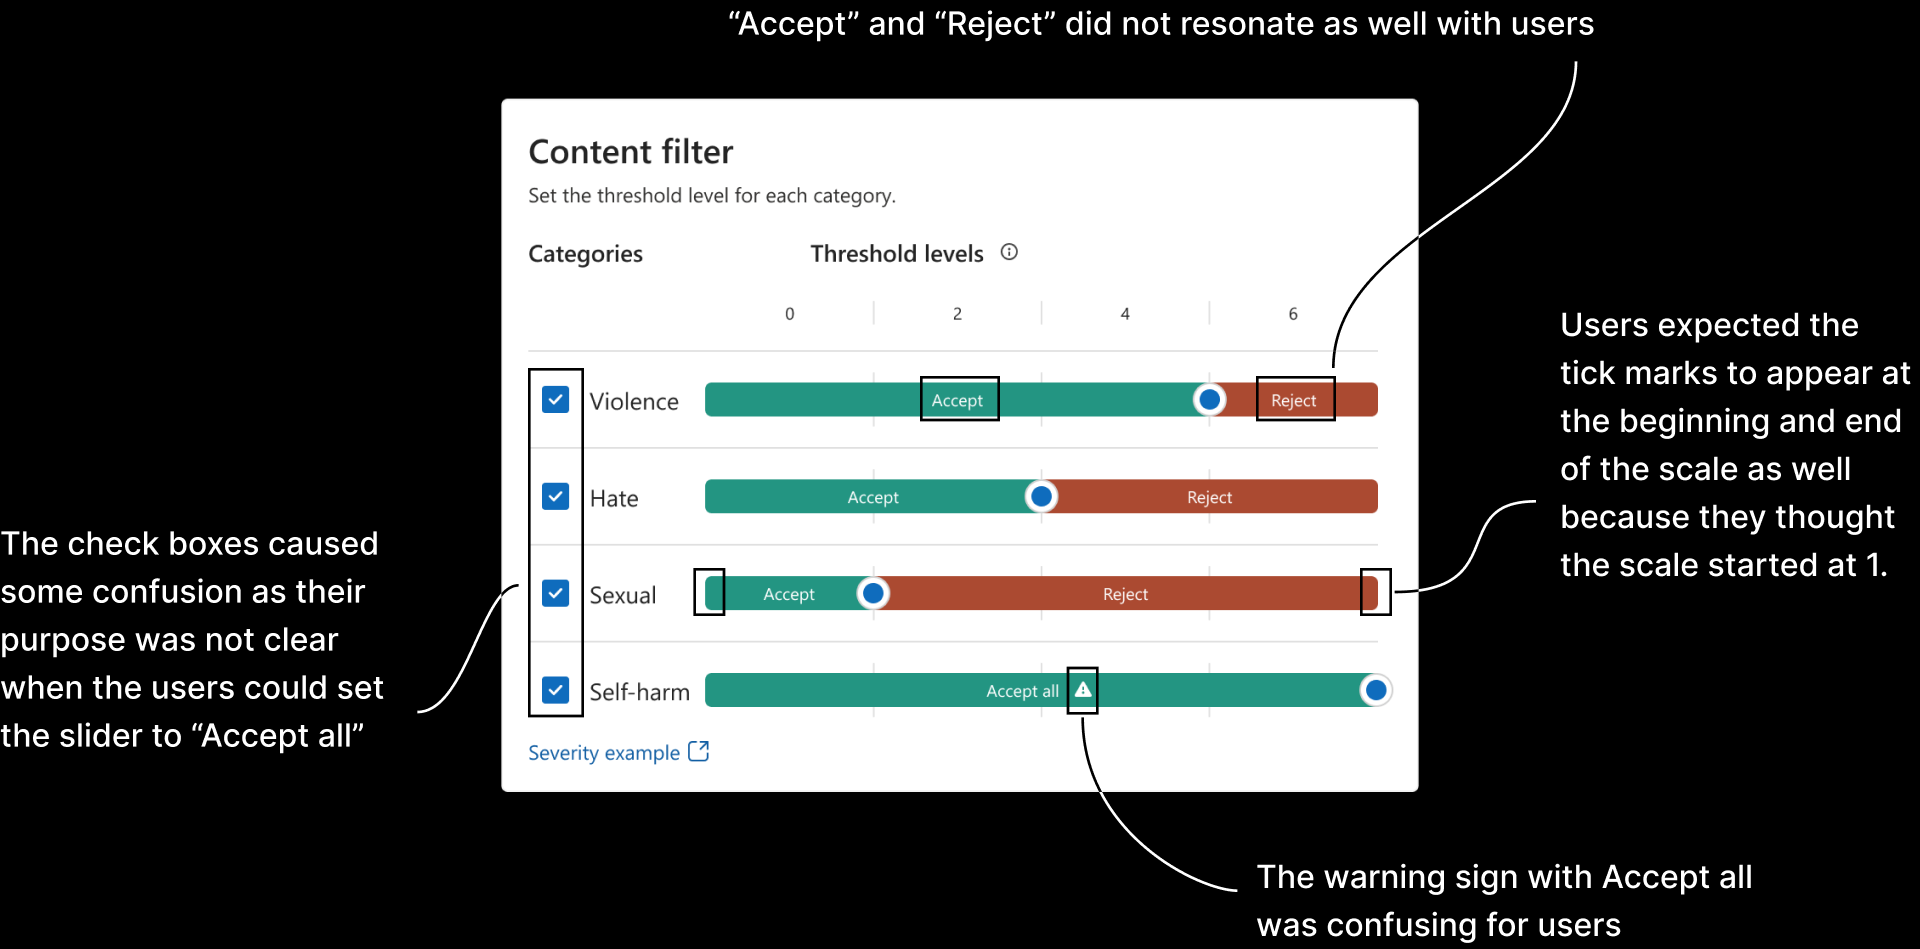 “Accept” and “Reject” did not resonate as well with users
Content filter
Set the threshold level for each category.
Categories
Threshold levels
0 2 4 6
Violence
Accept
Reject
Hate
Accept
Reject
Sexual
Accept
Reject
Self-harm
Accept all
Severity example
Users expected the
tick marks to appear at
the beginning and end
of the scale as well
because they thought
the scale started at 1.
The check boxes caused
some confusion as their
purpose was not clear
when the users could set
the slider to “Accept all”
The warning sign with Accept all
was confusing for users